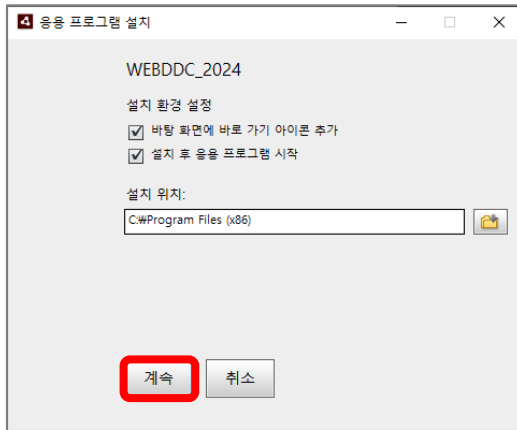 응용 프로그램 설치
WEBDDC_2024
설치 환경 설정
바탕 화면에 바로 가기 아이콘 추가
설치 후 응용 프로그램 시작
설치 위치:
C:₩Program Files (x86)
계속 취소